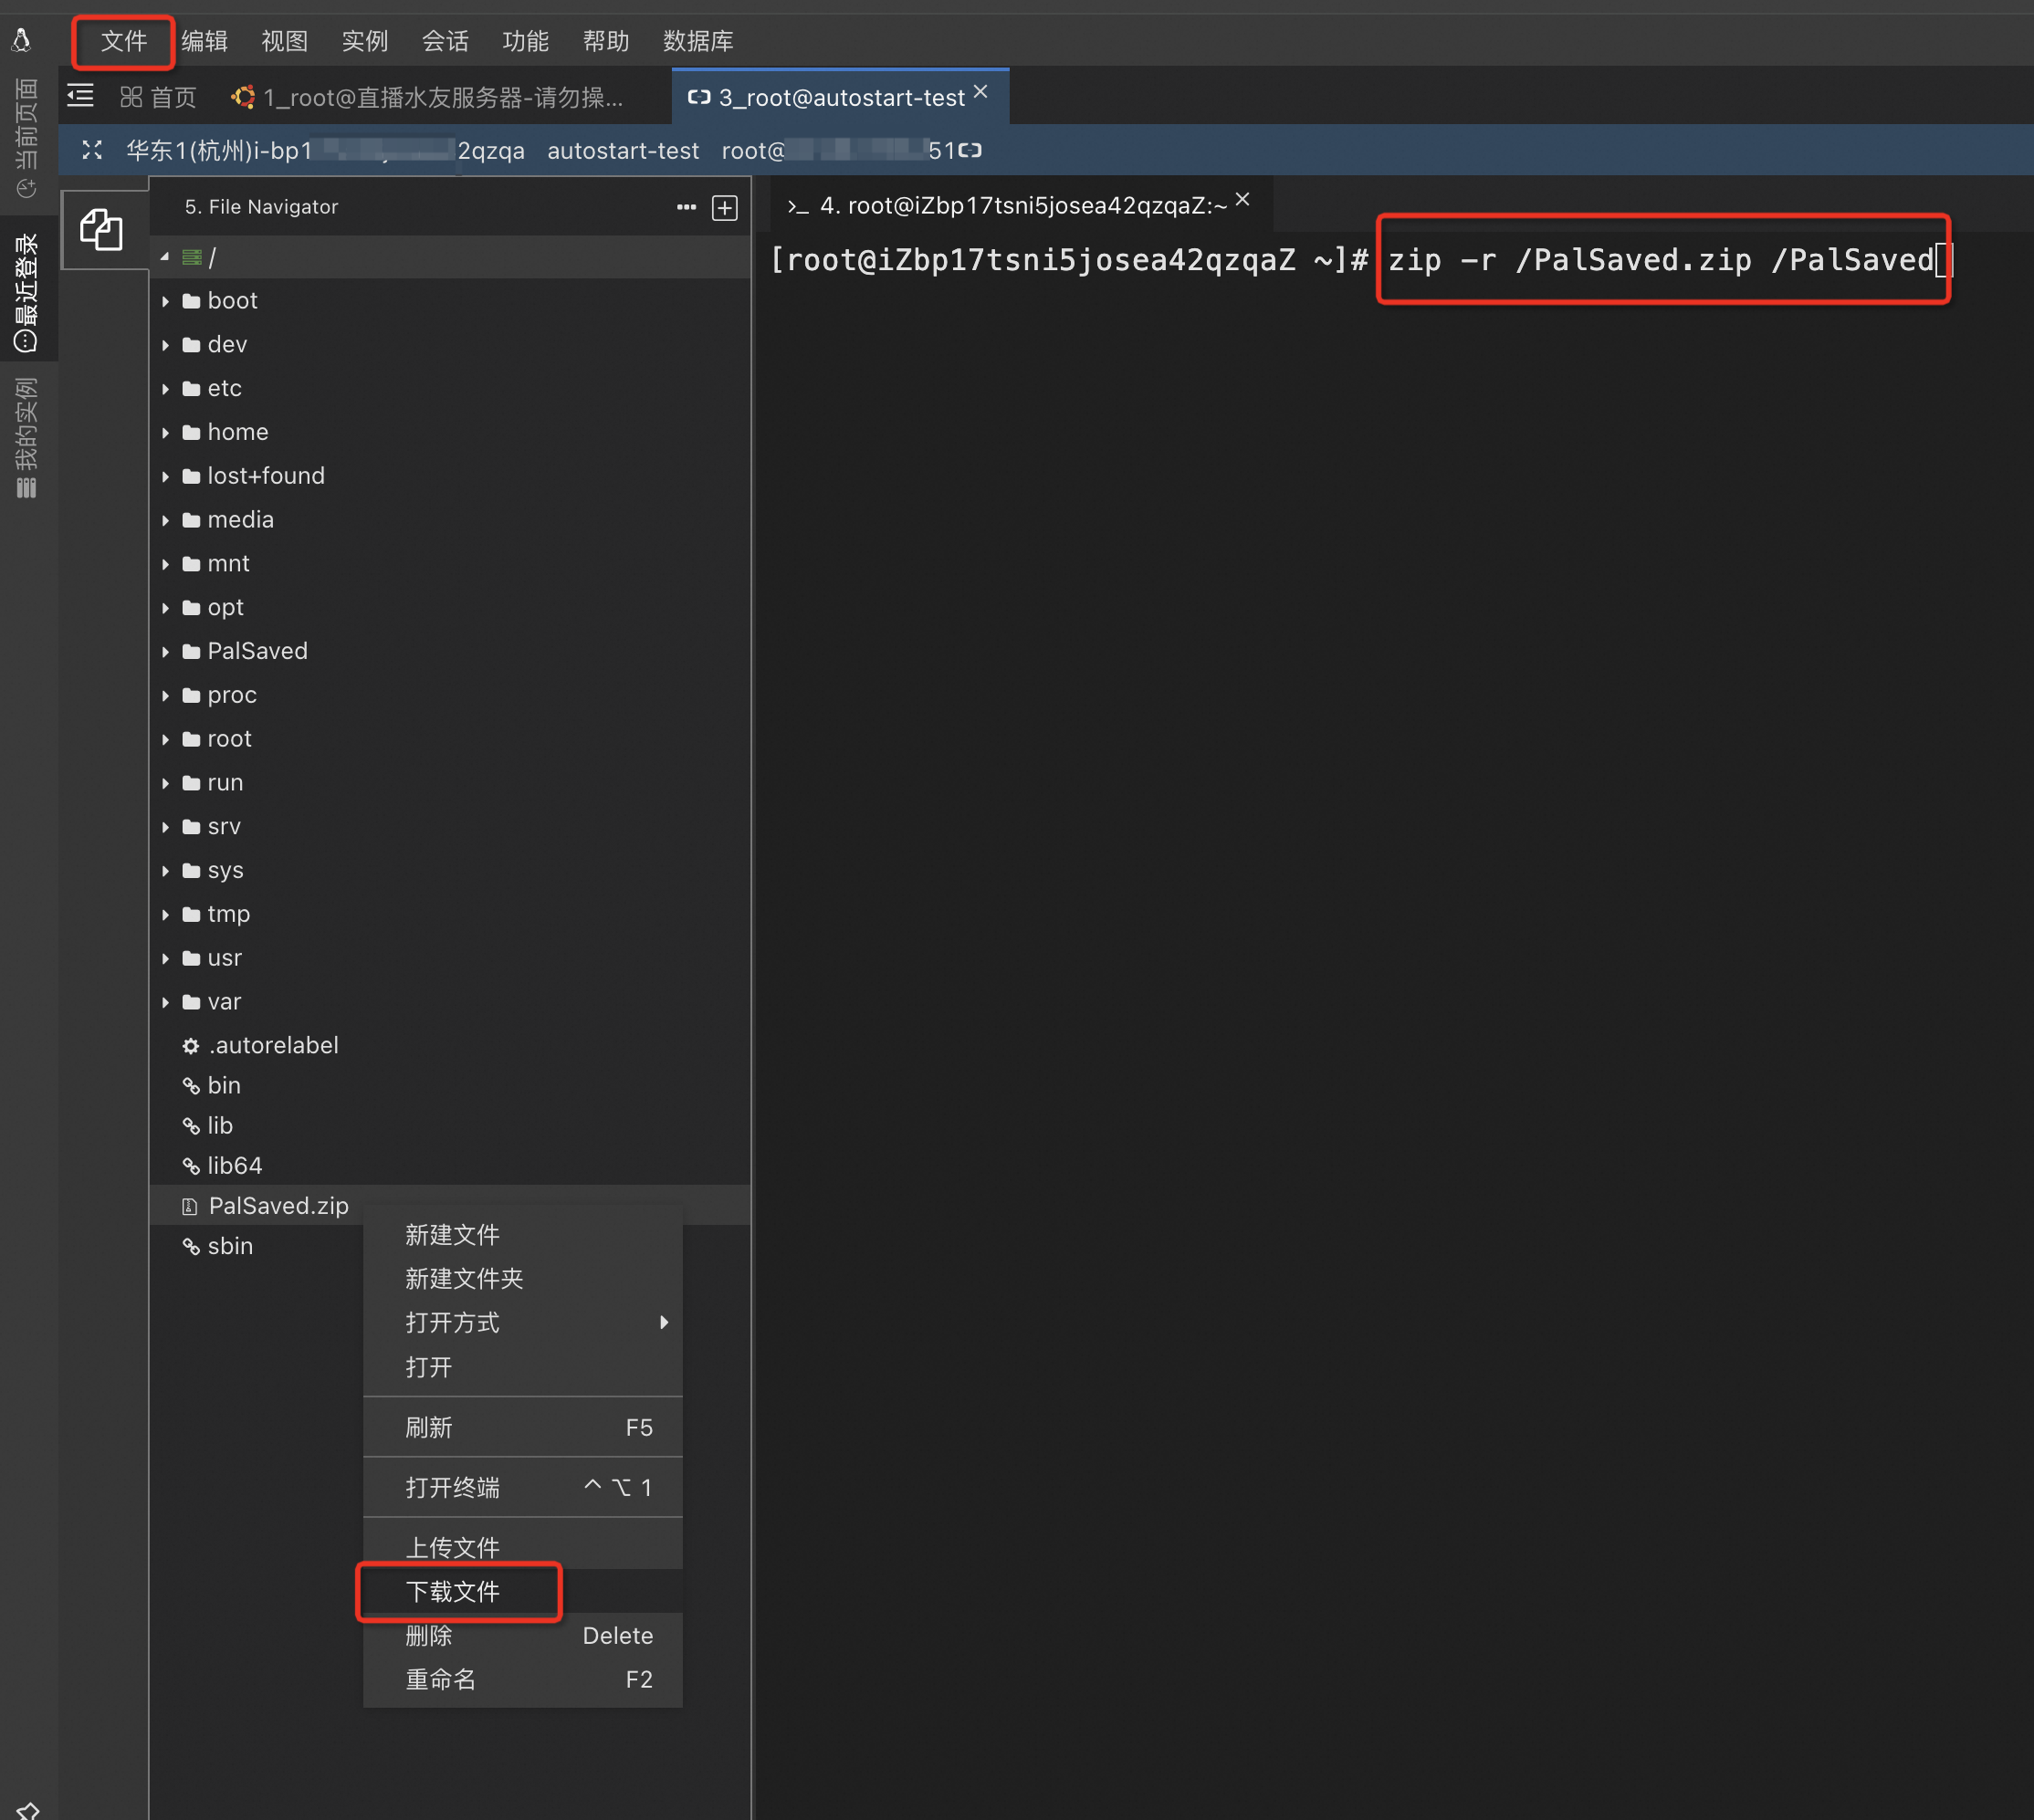 文件 编辑 视图 实例 会话 功能 帮助 数据库
当前页面
最近登录
我的实例
首页 1_root@直播水友服务器-请勿操... 3_root@autostart-test
华东1(杭州)i-bp1 2qzqa autostart-test root@ 51
5. File Navigator
4. root@iZbp17tsni5josea42qzqaZ:~
[root@iZbp17tsni5josea42qzqaZ ~]# zip -r /PalSaved.zip /PalSaved
/
boot
dev
etc
home
lost+found
media
mnt
opt
PalSaved
proc
root
run
srv
sys
tmp
usr
var
.autorelabel
bin
lib
lib64
PalSaved.zip
sbin
新建文件
新建文件夹
打开方式
打开
刷新 F5
打开终端 ^ ⌥ 1
上传文件
下载文件
删除 Delete
重命名 F2